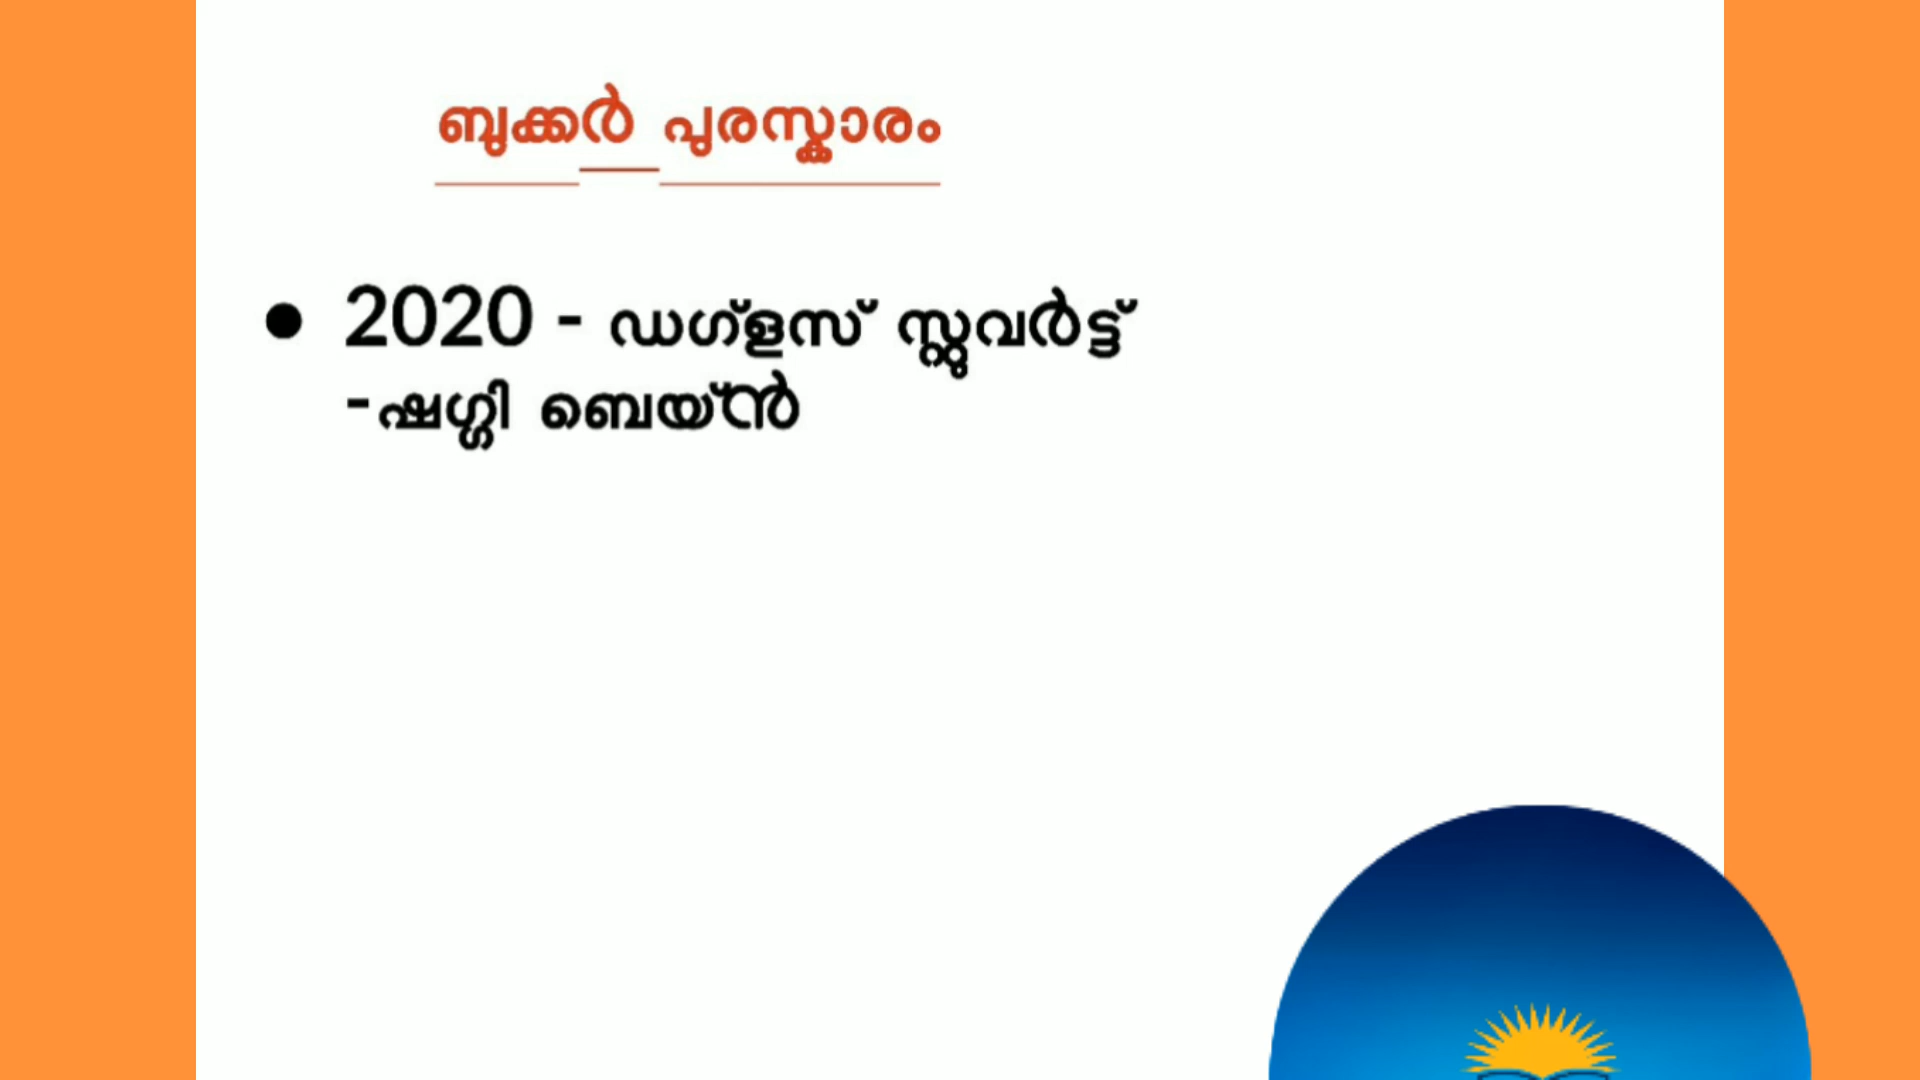 ബുക്കർ പുരസ്കാരം
● 2020 - ഡഗ്ളസ് സ്റ്റുവർട്ട്
-ഷഗ്ഗി ബെയ്ൻ